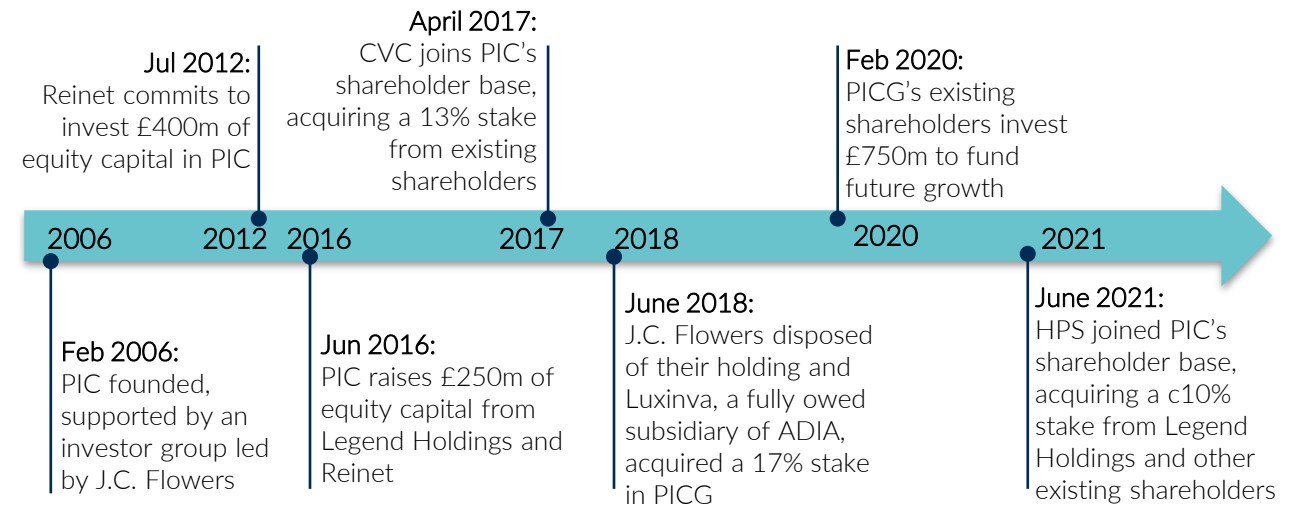 Jul 2012:
Reinet commits to
invest £400m of
equity capital in PIC
April 2017:
CVC joins PIC’s
shareholder base,
acquiring a 13% stake
from existing
shareholders
Feb 2020:
PICG’s existing
shareholders invest
£750m to fund
future growth
2006 2012 2016 2017 2018 2020 2021
Feb 2006:
PIC founded,
supported by an
investor group led
by J.C. Flowers
Jun 2016:
PIC raises £250m of
equity capital from
Legend Holdings and
Reinet
June 2018:
J.C. Flowers disposed
of their holding and
Luxinva, a fully owed
subsidiary of ADIA,
acquired a 17% stake
in PICG
June 2021:
HPS joined PIC’s
shareholder base,
acquiring a c10%
stake from Legend
Holdings and other
existing shareholders